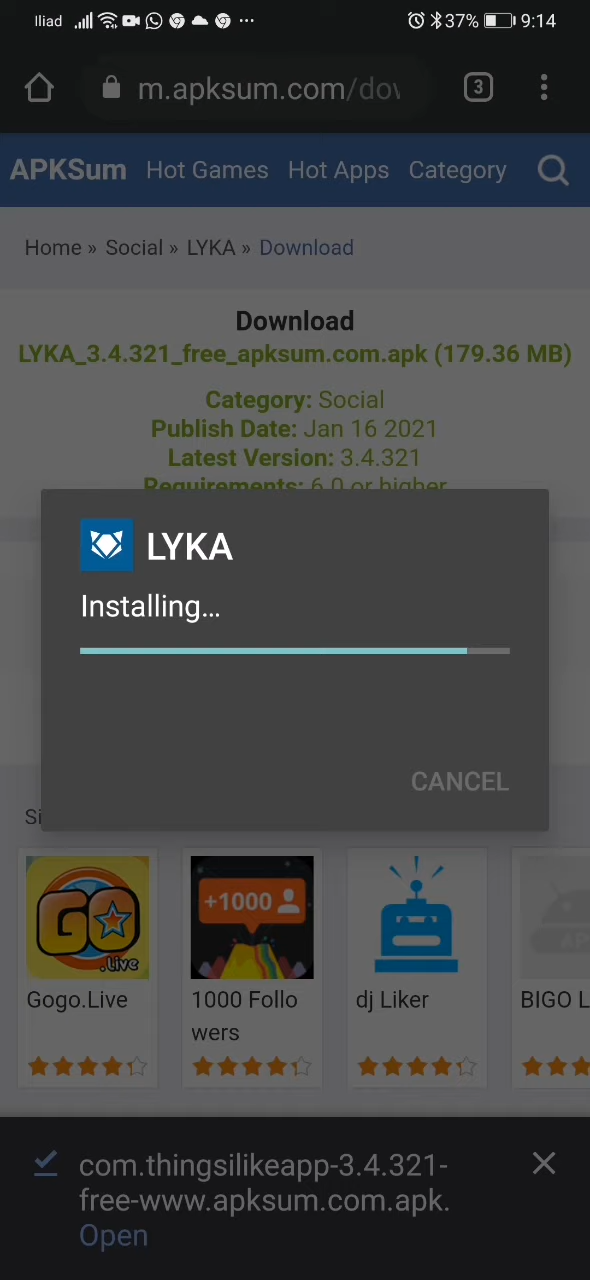 Iliad 37% 9:14
m.apksum.com/dov 3
APKSum Hot Games Hot Apps Category
Home » Social » LYKA » Download
Download
LYKA_3.4.321_free_apksum.com.apk (179.36 MB)
Category: Social
Publish Date: Jan 16 2021
Latest Version: 3.4.321
Requirements: 6.0 or higher
LYKA
Installing...
CANCEL
Si
GO
.live
+1000
Gogo.Live 1000 Follo dj Liker BIGO L
wers
com.thingsilikeapp-3.4.321-
free-www.apksum.com.apk.
Open